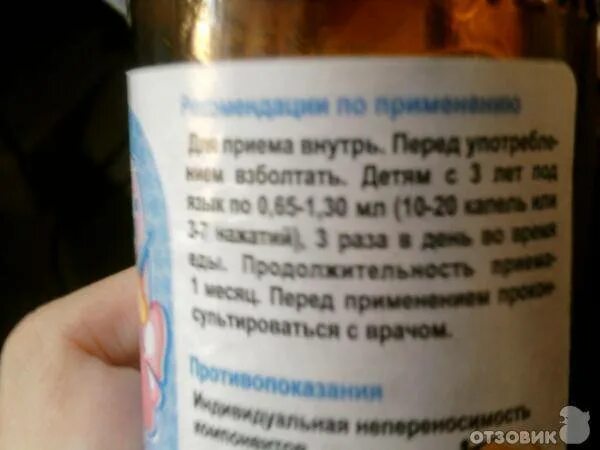 Рекомендации по применению
Для приема внутрь. Перед употребле-
нием взболтать. Детям с 3 лет под
язык по 0,65-1,30 мл (10-20 капель или
3-7 нажатий), 3 раза в день во время
еды. Продолжительность приема-
1 месяц. Перед применением прокон-
сультироваться с врачом.
Противопоказания
Индивидуальная непереносимость
компонентов
ОТЗОВИК